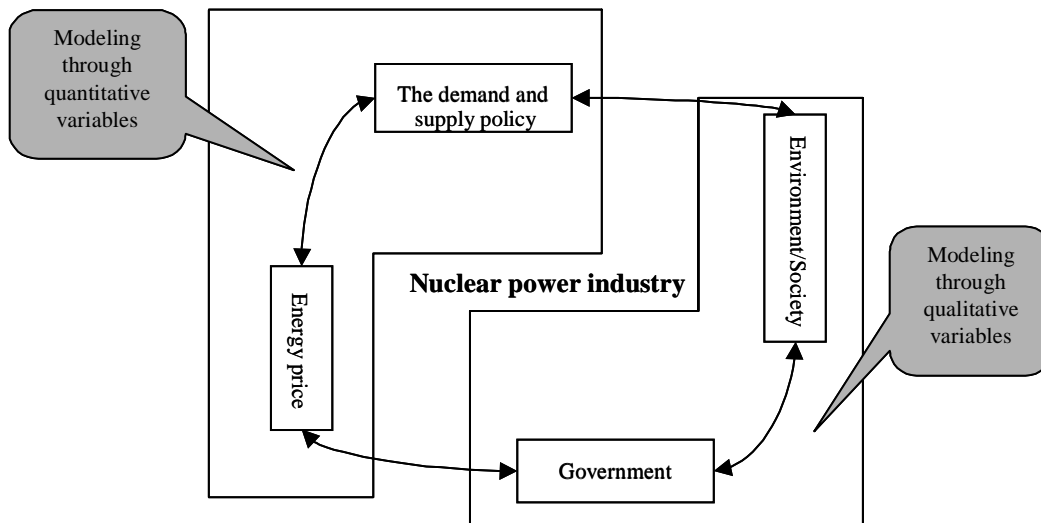 Modeling
through
quantitative
variables
The demand and
supply policy
Environment/Society
Modeling
through
qualitative
variables
Nuclear power industry
Energy price
Government